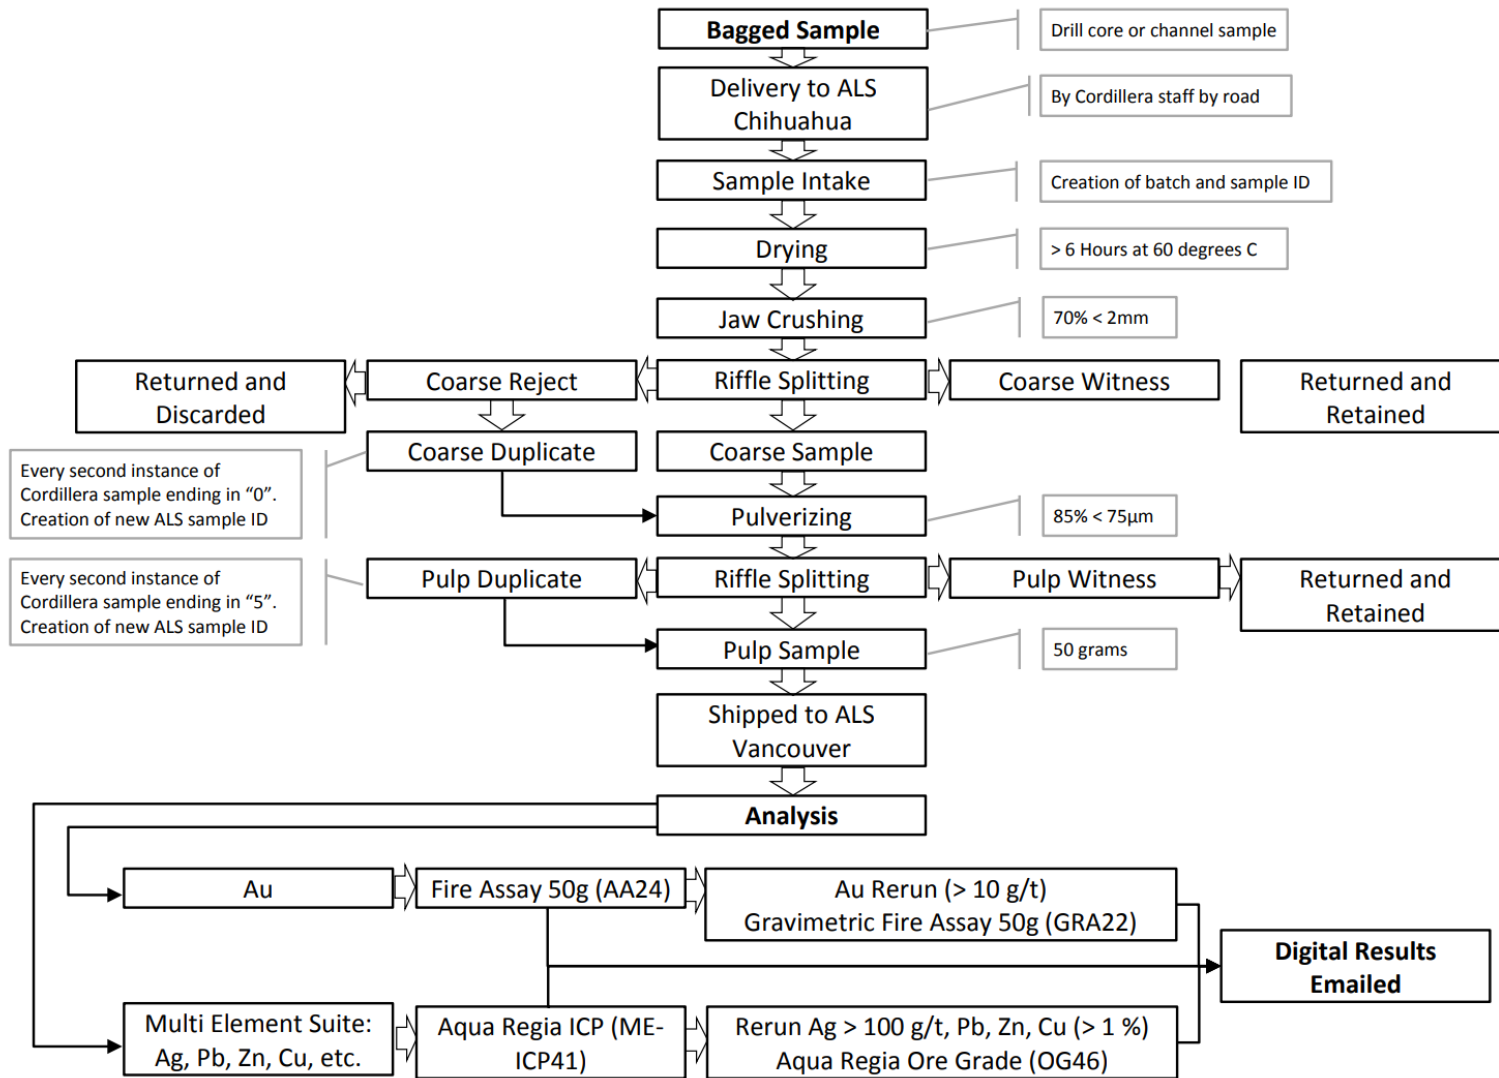 Bagged Sample
Drill core or channel sample
Delivery to ALS
Chihuahua
By Cordillera staff by road
Sample Intake
Creation of batch and sample ID
Drying
> 6 Hours at 60 degrees C
Jaw Crushing
70% < 2mm
Returned and
Discarded
Coarse Reject
Riffle Splitting
Coarse Witness
Returned and
Retained
Coarse Duplicate
Coarse Sample
Every second instance of
Cordillera sample ending in “0”.
Creation of new ALS sample ID
Pulverizing
85% < 75μm
Every second instance of
Cordillera sample ending in “5”.
Creation of new ALS sample ID
Pulp Duplicate
Riffle Splitting
Pulp Witness
Returned and
Retained
Pulp Sample
50 grams
Shipped to ALS
Vancouver
Analysis
Au
Fire Assay 50g (AA24)
Au Rerun (> 10 g/t)
Gravimetric Fire Assay 50g (GRA22)
Digital Results
Emailed
Multi Element Suite:
Ag, Pb, Zn, Cu, etc.
Aqua Regia ICP (ME-
ICP41)
Rerun Ag > 100 g/t, Pb, Zn, Cu (> 1 %)
Aqua Regia Ore Grade (OG46)